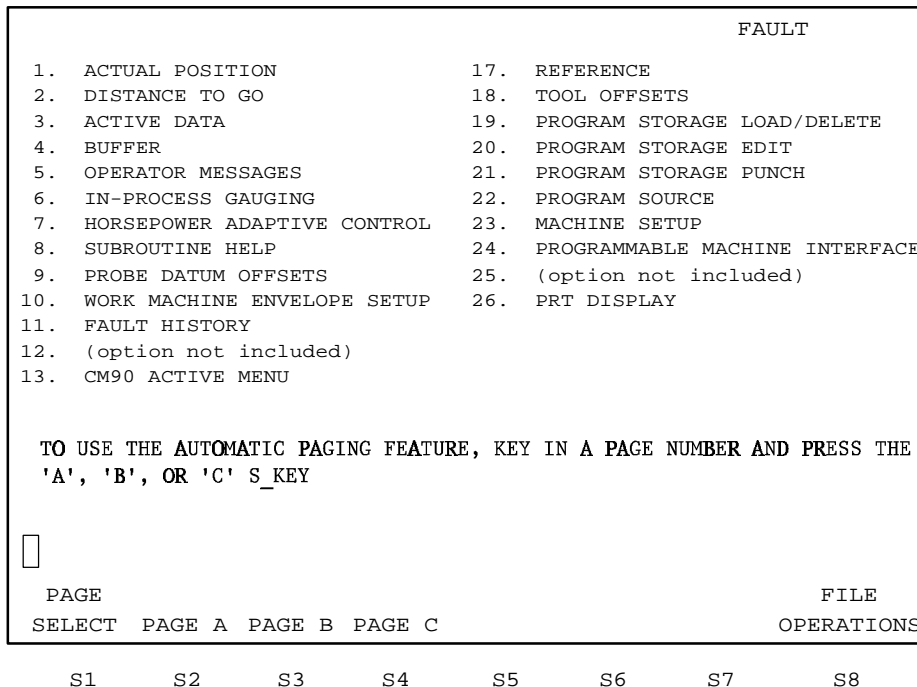 FAULT
1. ACTUAL POSITION
2. DISTANCE TO GO
3. ACTIVE DATA
4. BUFFER
5. OPERATOR MESSAGES
6. IN-PROCESS GAUGING
7. HORSEPOWER ADAPTIVE CONTROL
8. SUBROUTINE HELP
9. PROBE DATUM OFFSETS
10. WORK MACHINE ENVELOPE SETUP
11. FAULT HISTORY
12. (option not included)
13. CM90 ACTIVE MENU
17. REFERENCE
18. TOOL OFFSETS
19. PROGRAM STORAGE LOAD/DELETE
20. PROGRAM STORAGE EDIT
21. PROGRAM STORAGE PUNCH
22. PROGRAM SOURCE
23. MACHINE SETUP
24. PROGRAMMABLE MACHINE INTERFACE
25. (option not included)
26. PRT DISPLAY
TO USE THE AUTOMATIC PAGING FEATURE, KEY IN A PAGE NUMBER AND PRESS THE
'A', 'B', OR 'C' S_KEY
PAGE FILE
SELECT PAGE A PAGE B PAGE C OPERATIONS
S1 S2 S3 S4 S5 S6 S7 S8